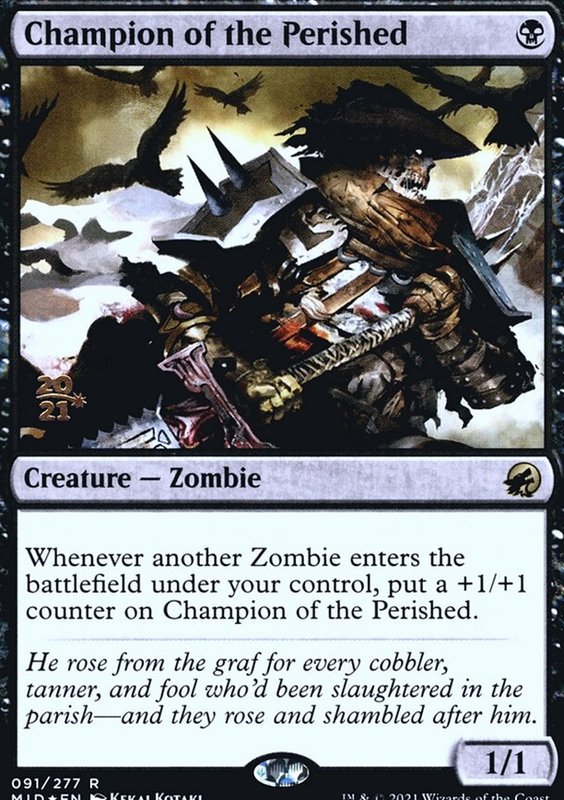 Champion of the Perished
20
21
Creature — Zombie
Whenever another Zombie enters the
battlefield under your control, put a +1/+1
counter on Champion of the Perished.
He rose from the graf for every cobbler,
tanner, and fool who'd been slaughtered in the
parish—and they rose and shambled after him.
1/1
091/277 R
MID★EN KEKAI KOTAKI
& © 2021 Wizards of the Coast